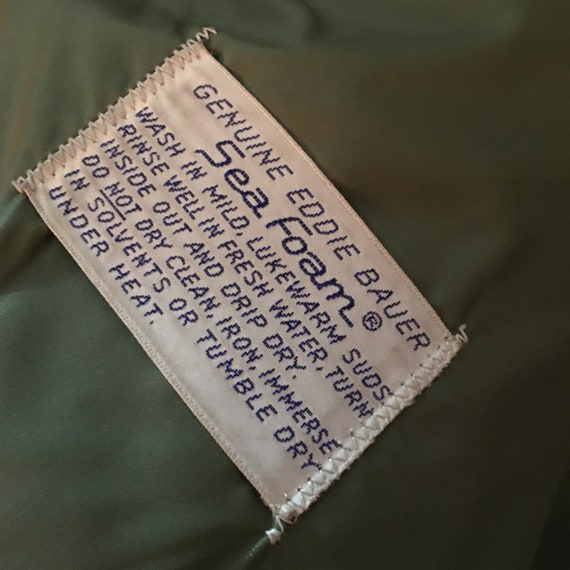 GENUINE EDDIE BAUER
Sea foam ®
WASH IN MILD, LUKEWARM SUDS
RINSE WELL IN FRESH WATER. TURN
INSIDE OUT AND DRIP DRY.
DO NOT DRY CLEAN IRON IMMERSE
IN SOLVENTS OR TUMBLE DRY
UNDER HEAT.